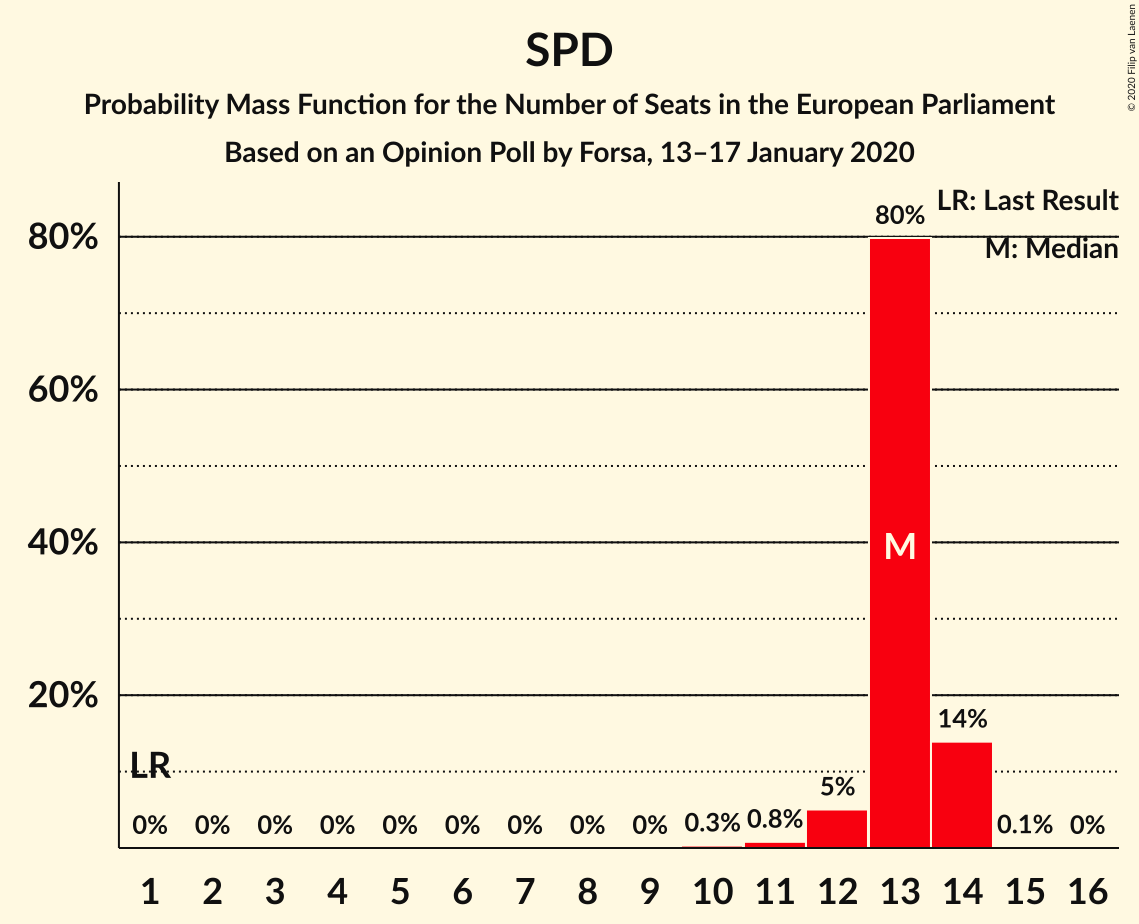 SPD
Probability Mass Function for the Number of Seats in the European Parliament
Based on an Opinion Poll by Forsa, 13–17 January 2020
© 2020 Filip van Laenen
LR: Last Result
M: Median
80%
60%
40%
20%
80%
M
14%
LR
5%
0% 0% 0% 0% 0% 0% 0% 0% 0% 0.3% 0.8% 0.1% 0%
1 2 3 4 5 6 7 8 9 10 11 12 13 14 15 16